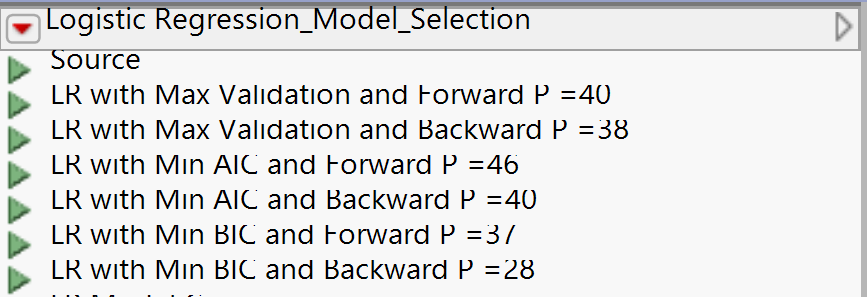 Logistic Regression_Model_Selection
Source
LR with Max Validation and Forward P =40
LR with Max Validation and Backward P =38
LR with Min AIC and Forward P =46
LR with Min AIC and Backward P =40
LR with Min BIC and Forward P =37
LR with Min BIC and Backward P =28